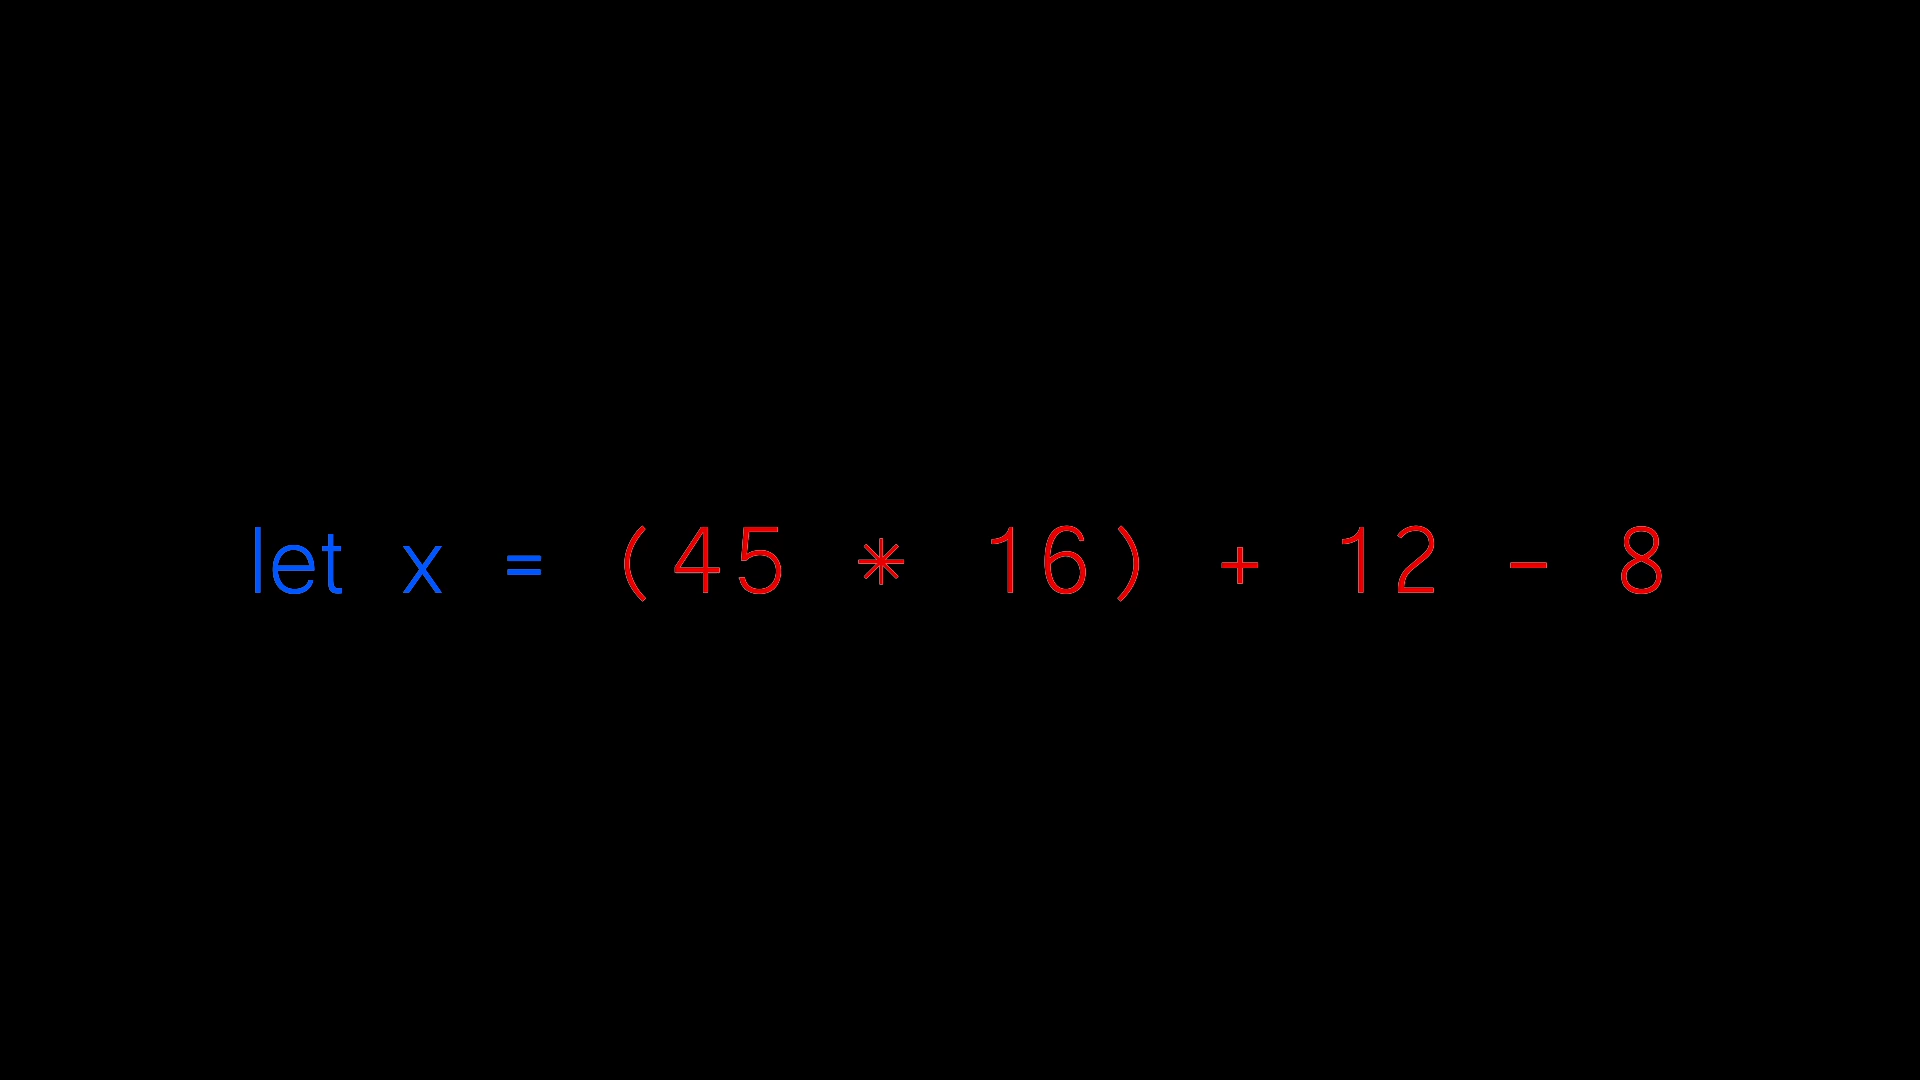 let x = (45 * 16) + 12 - 8